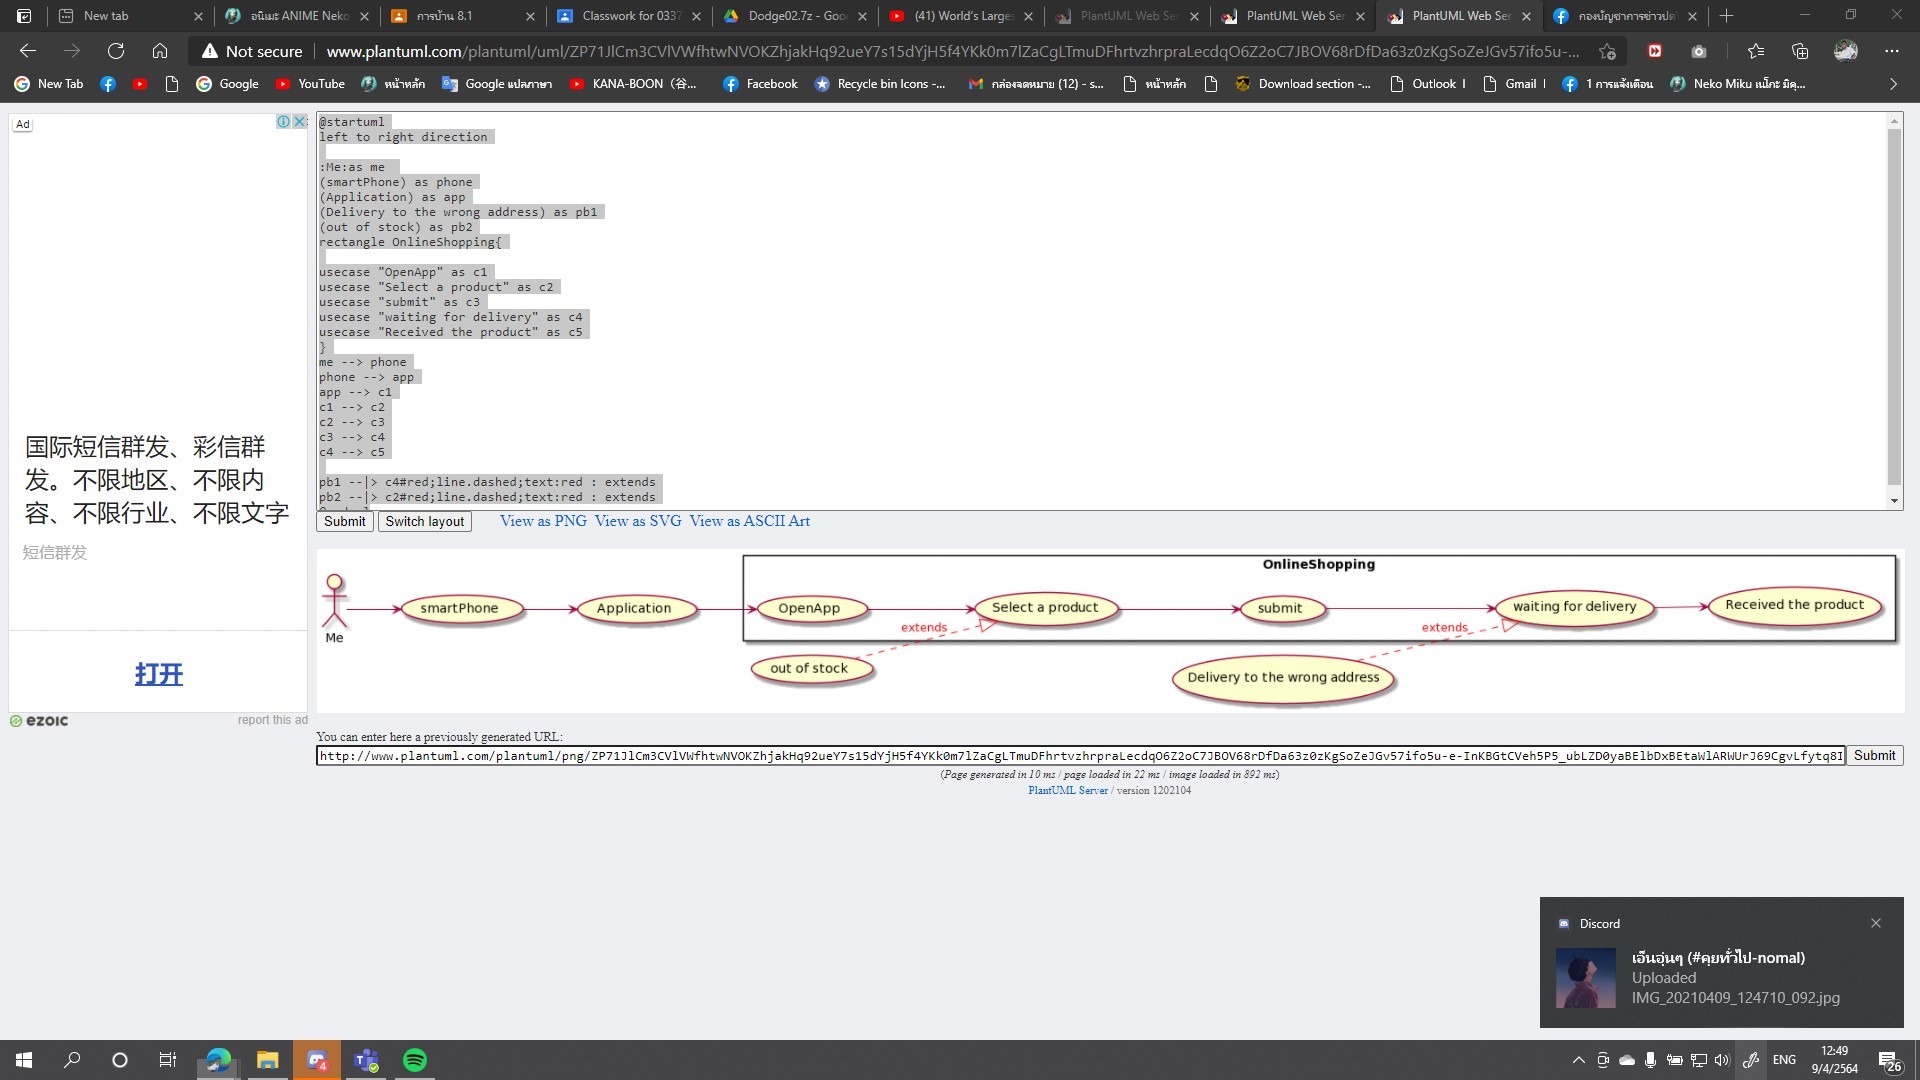 New tab
อนิเมะ ANIME Neko
การบ้าน 8.1
Classwork for 0337
Dodge02.7z - Goo
(41) World's Larges
PlantUML Web Ser
PlantUML Web Ser
PlantUML Web Ser
กองบัญชาการข่าวปด
Not secure
www.plantuml.com/plantuml/uml/ZP71JlCm3CVlVWfhtwNVOKZhjakHq92ueY7s15dYjH5f4YKk0m7lZaCgLTmuDFhrtvzhrpraLecdqO6Z2oC7JBOV68rDfDa63z0zKgSoZeJGv57ifo5u-...
New Tab
Google
YouTube
หน้าหลัก
Google แปลภาษา
KANA-BOON（谷...
Facebook
Recycle bin Icons -...
กล่องจดหมาย (12) - s...
หน้าหลัก
Download section -...
Outlook
Gmail
1 การแจ้งเตือน
Neko Miku เนโกะ มิคุ...
Ad
国际短信群发、彩信群
发。不限地区、不限内
容、不限行业、不限文字
短信群发
打开
ezoic
report this ad
@startuml
left to right direction
:Me:as me
(smartPhone) as phone
(Application) as app
(Delivery to the wrong address) as pb1
(out of stock) as pb2
rectangle OnlineShopping{
usecase "OpenApp" as c1
usecase "Select a product" as c2
usecase "submit" as c3
usecase "waiting for delivery" as c4
usecase "Received the product" as c5
}
me --> phone
phone --> app
app --> c1
c1 --> c2
c2 --> c3
c3 --> c4
c4 --> c5
pb1 --|> c4#red;line.dashed;text:red : extends
pb2 --|> c2#red;line.dashed;text:red : extends
Submit
Switch layout
View as PNG View as SVG View as ASCII Art
OnlineShopping
Me
smartPhone
Application
OpenApp
Select a product
submit
waiting for delivery
Received the product
extends
extends
out of stock
Delivery to the wrong address
You can enter here a previously generated URL:
http://www.plantuml.com/plantuml/png/ZP71JlCm3CVlVWfhtwNVOKZhjakHq92ueY7s15dYjH5f4YKk0m7lZaCgLTmuDFhrtvzhrpraLecdqO6Z2oC7JBOV68rDfDa63z0zKgSoZeJGv57ifo5u-e-InKBGtCVeh5P5_ubLZD0yaBElbDxBEtaWlARWUrJ69CgvLfytq8I
Submit
(Page generated in 10 ms / page loaded in 22 ms / image loaded in 892 ms)
PlantUML Server / version 1202104
Discord
เอ็นอุ่นๆ (#คุยทั่วไป-nomal)
Uploaded
IMG_20210409_124710_092.jpg
4
ENG
12:49
9/4/2564
26